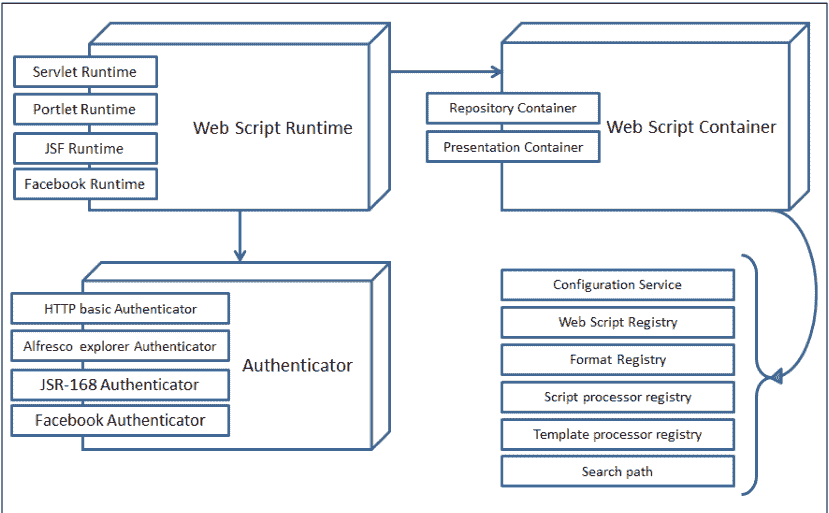 Servlet Runtime
Portlet Runtime
JSF Runtime
Facebook Runtime
Web Script Runtime
Repository Container
Presentation Container
Web Script Container
HTTP basic Authenticator
Alfresco explorer Authenticator
JSR-168 Authenticator
Facebook Authenticator
Authenticator
Configuration Service
Web Script Registry
Format Registry
Script processor registry
Template processor registry
Search path